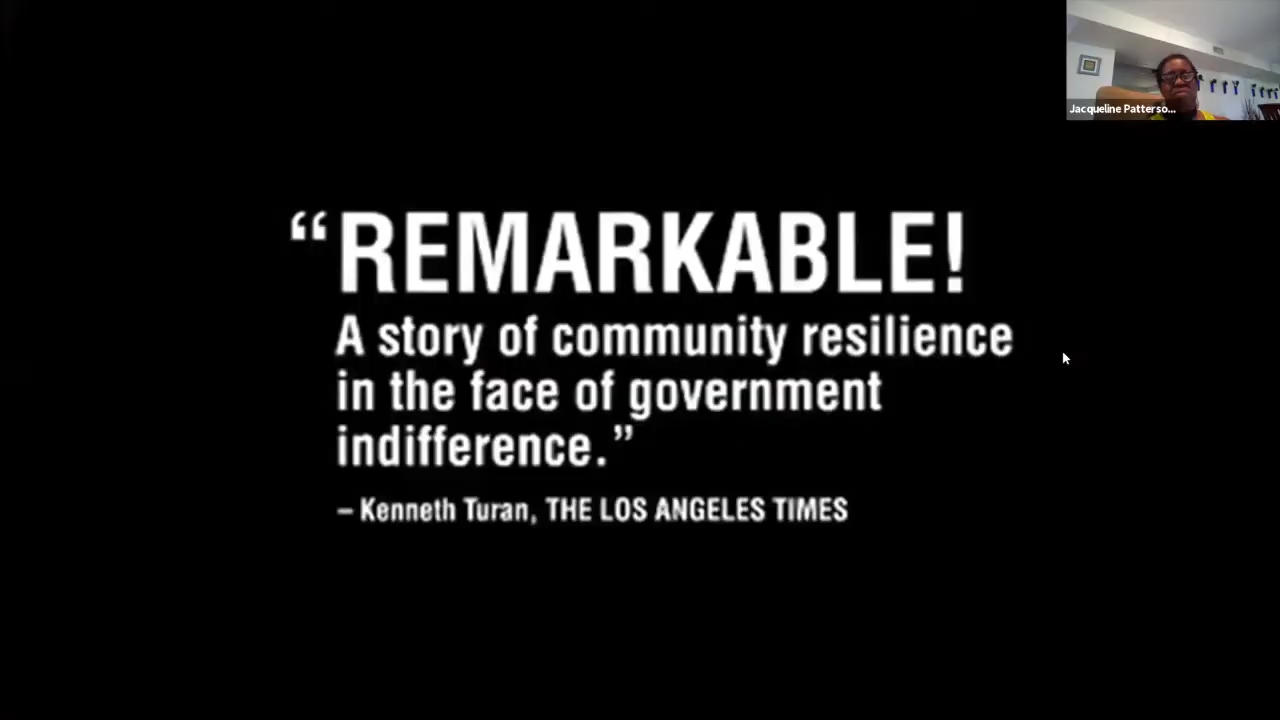 “REMARKABLE!
A story of community resilience
in the face of government
indifference.”
– Kenneth Turan, THE LOS ANGELES TIMES
Jacqueline Patterso...